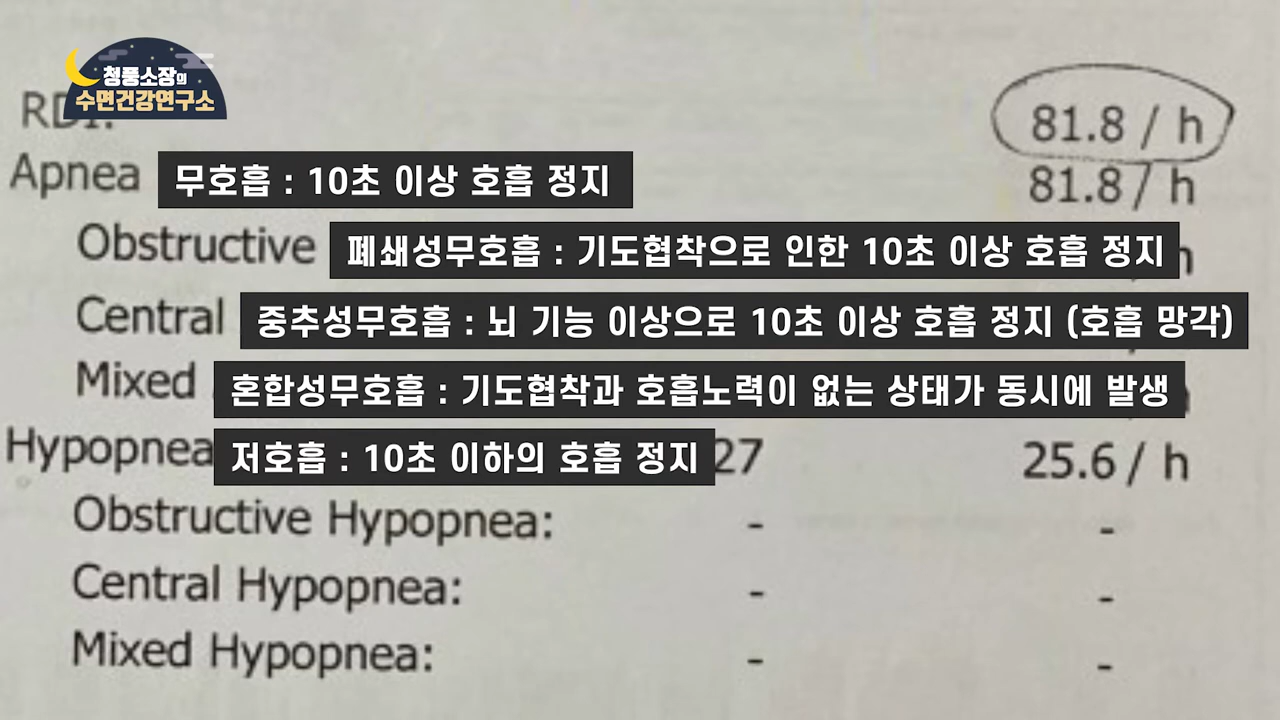 청풍소장의
수면건강연구소
RDI: 81.8 / h
Apnea 무호흡 : 10초 이상 호흡 정지 81.8 / h
Obstructive 폐쇄성무호흡 : 기도협착으로 인한 10초 이상 호흡 정지 h
Central 중추성무호흡 : 뇌 기능 이상으로 10초 이상 호흡 정지 (호흡 망각)
Mixed 혼합성무호흡 : 기도협착과 호흡노력이 없는 상태가 동시에 발생
Hypopnea 저호흡 : 10초 이하의 호흡 정지 27 25.6 / h
Obstructive Hypopnea: - -
Central Hypopnea: - -
Mixed Hypopnea: - -